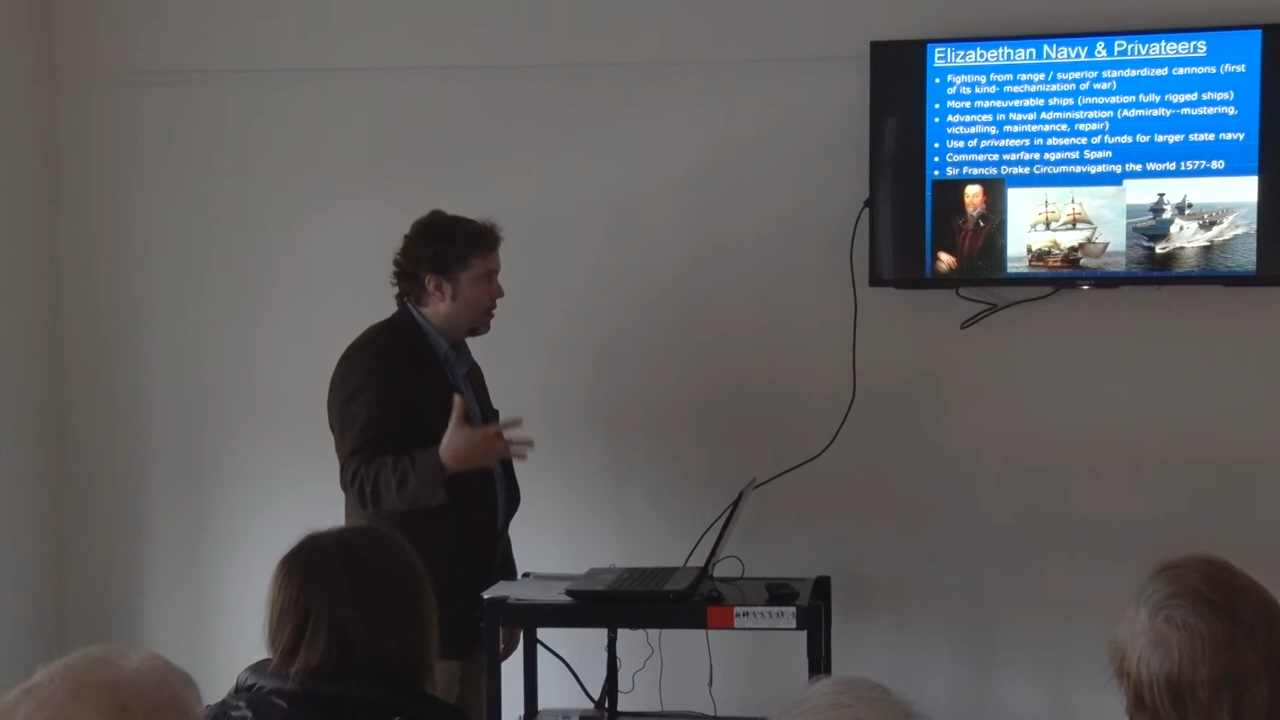 Elizabethan Navy & Privateers
Fighting from range / superior standardized cannons (first
of its kind- mechanization of war)
More maneuverable ships (innovation fully rigged ships)
Advances in Naval Administration (Admiralty--mustering,
victualling, maintenance, repair)
Use of privateers in absence of funds for larger state navy
Commerce warfare against Spain
Sir Francis Drake Circumnavigating the World 1577-80